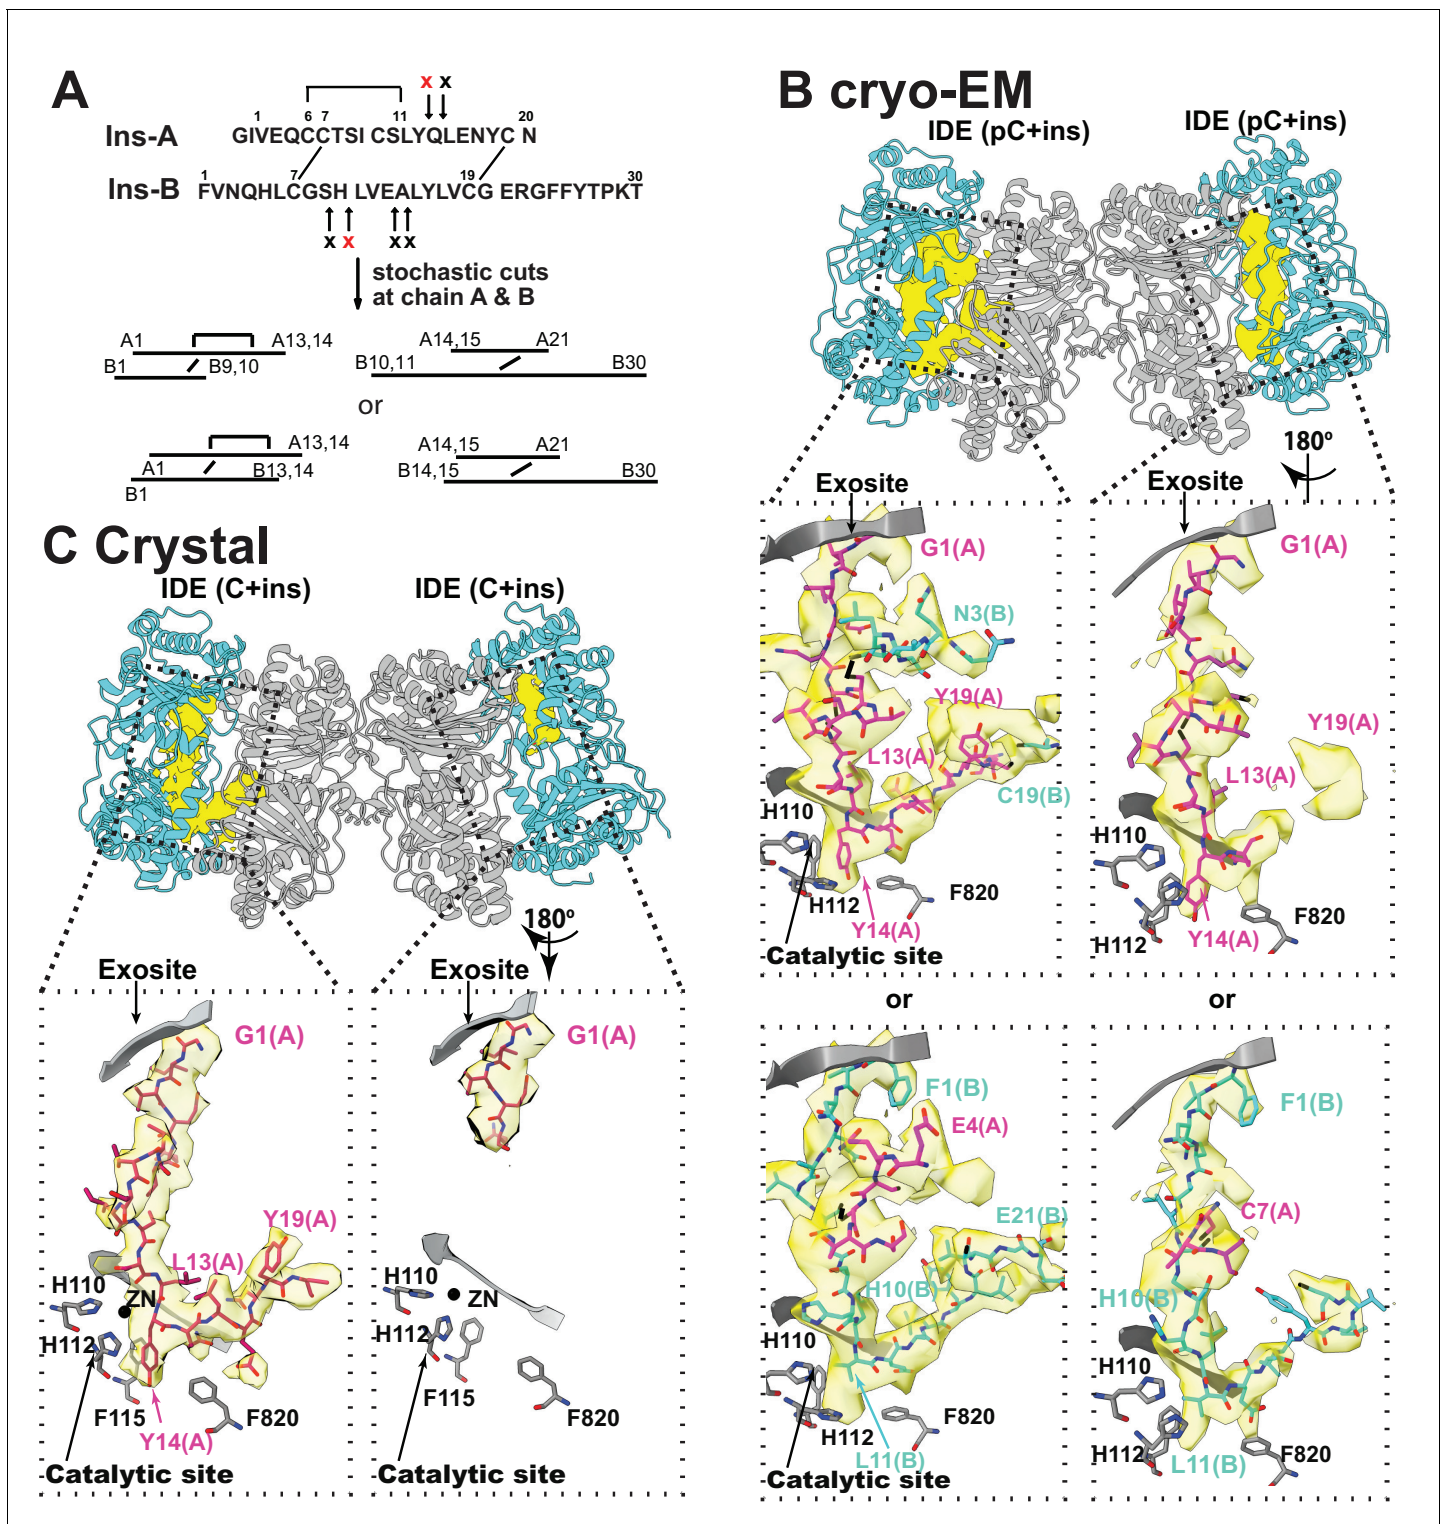 A
x x
1 6 7 11 20
Ins-A GIVEQCCTSI CSLYQLENYC N
1 7 19 30
Ins-B FVNQHLCGSH LVEALYLVCG ERGFFYTPKT
x x x x
stochastic cuts
at chain A & B
A1 A13,14
B1 B9,10
A14,15 A21
B10,11 B30
or
A13,14
A1 B13,14
B1
A14,15 A21
B14,15 B30
B cryo-EM
IDE (pC+ins)
IDE (pC+ins)
180º
Exosite
G1(A)
N3(B)
Y19(A)
L13(A)
C19(B)
H110
H112
F820
Y14(A)
Catalytic site
Exosite
G1(A)
Y19(A)
L13(A)
H110
H112
F820
Y14(A)
or
or
F1(B)
E4(A)
E21(B)
H10(B)
H110
H112
F820
L11(B)
Catalytic site
F1(B)
C7(A)
H10(B)
H110
H112
F820
L11(B)
C Crystal
IDE (C+ins)
IDE (C+ins)
180º
Exosite
G1(A)
Y19(A)
L13(A)
H110
ZN
H112
F115
F820
Y14(A)
Catalytic site
Exosite
G1(A)
H110
ZN
H112
F115
F820
Catalytic site